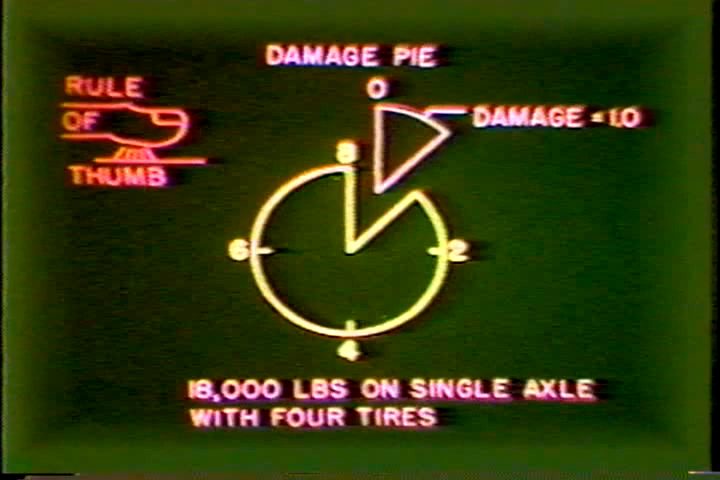 DAMAGE PIE
RULE
OF
THUMB
0
DAMAGE = 1.0
8
6
2
4
18,000 LBS ON SINGLE AXLE
WITH FOUR TIRES